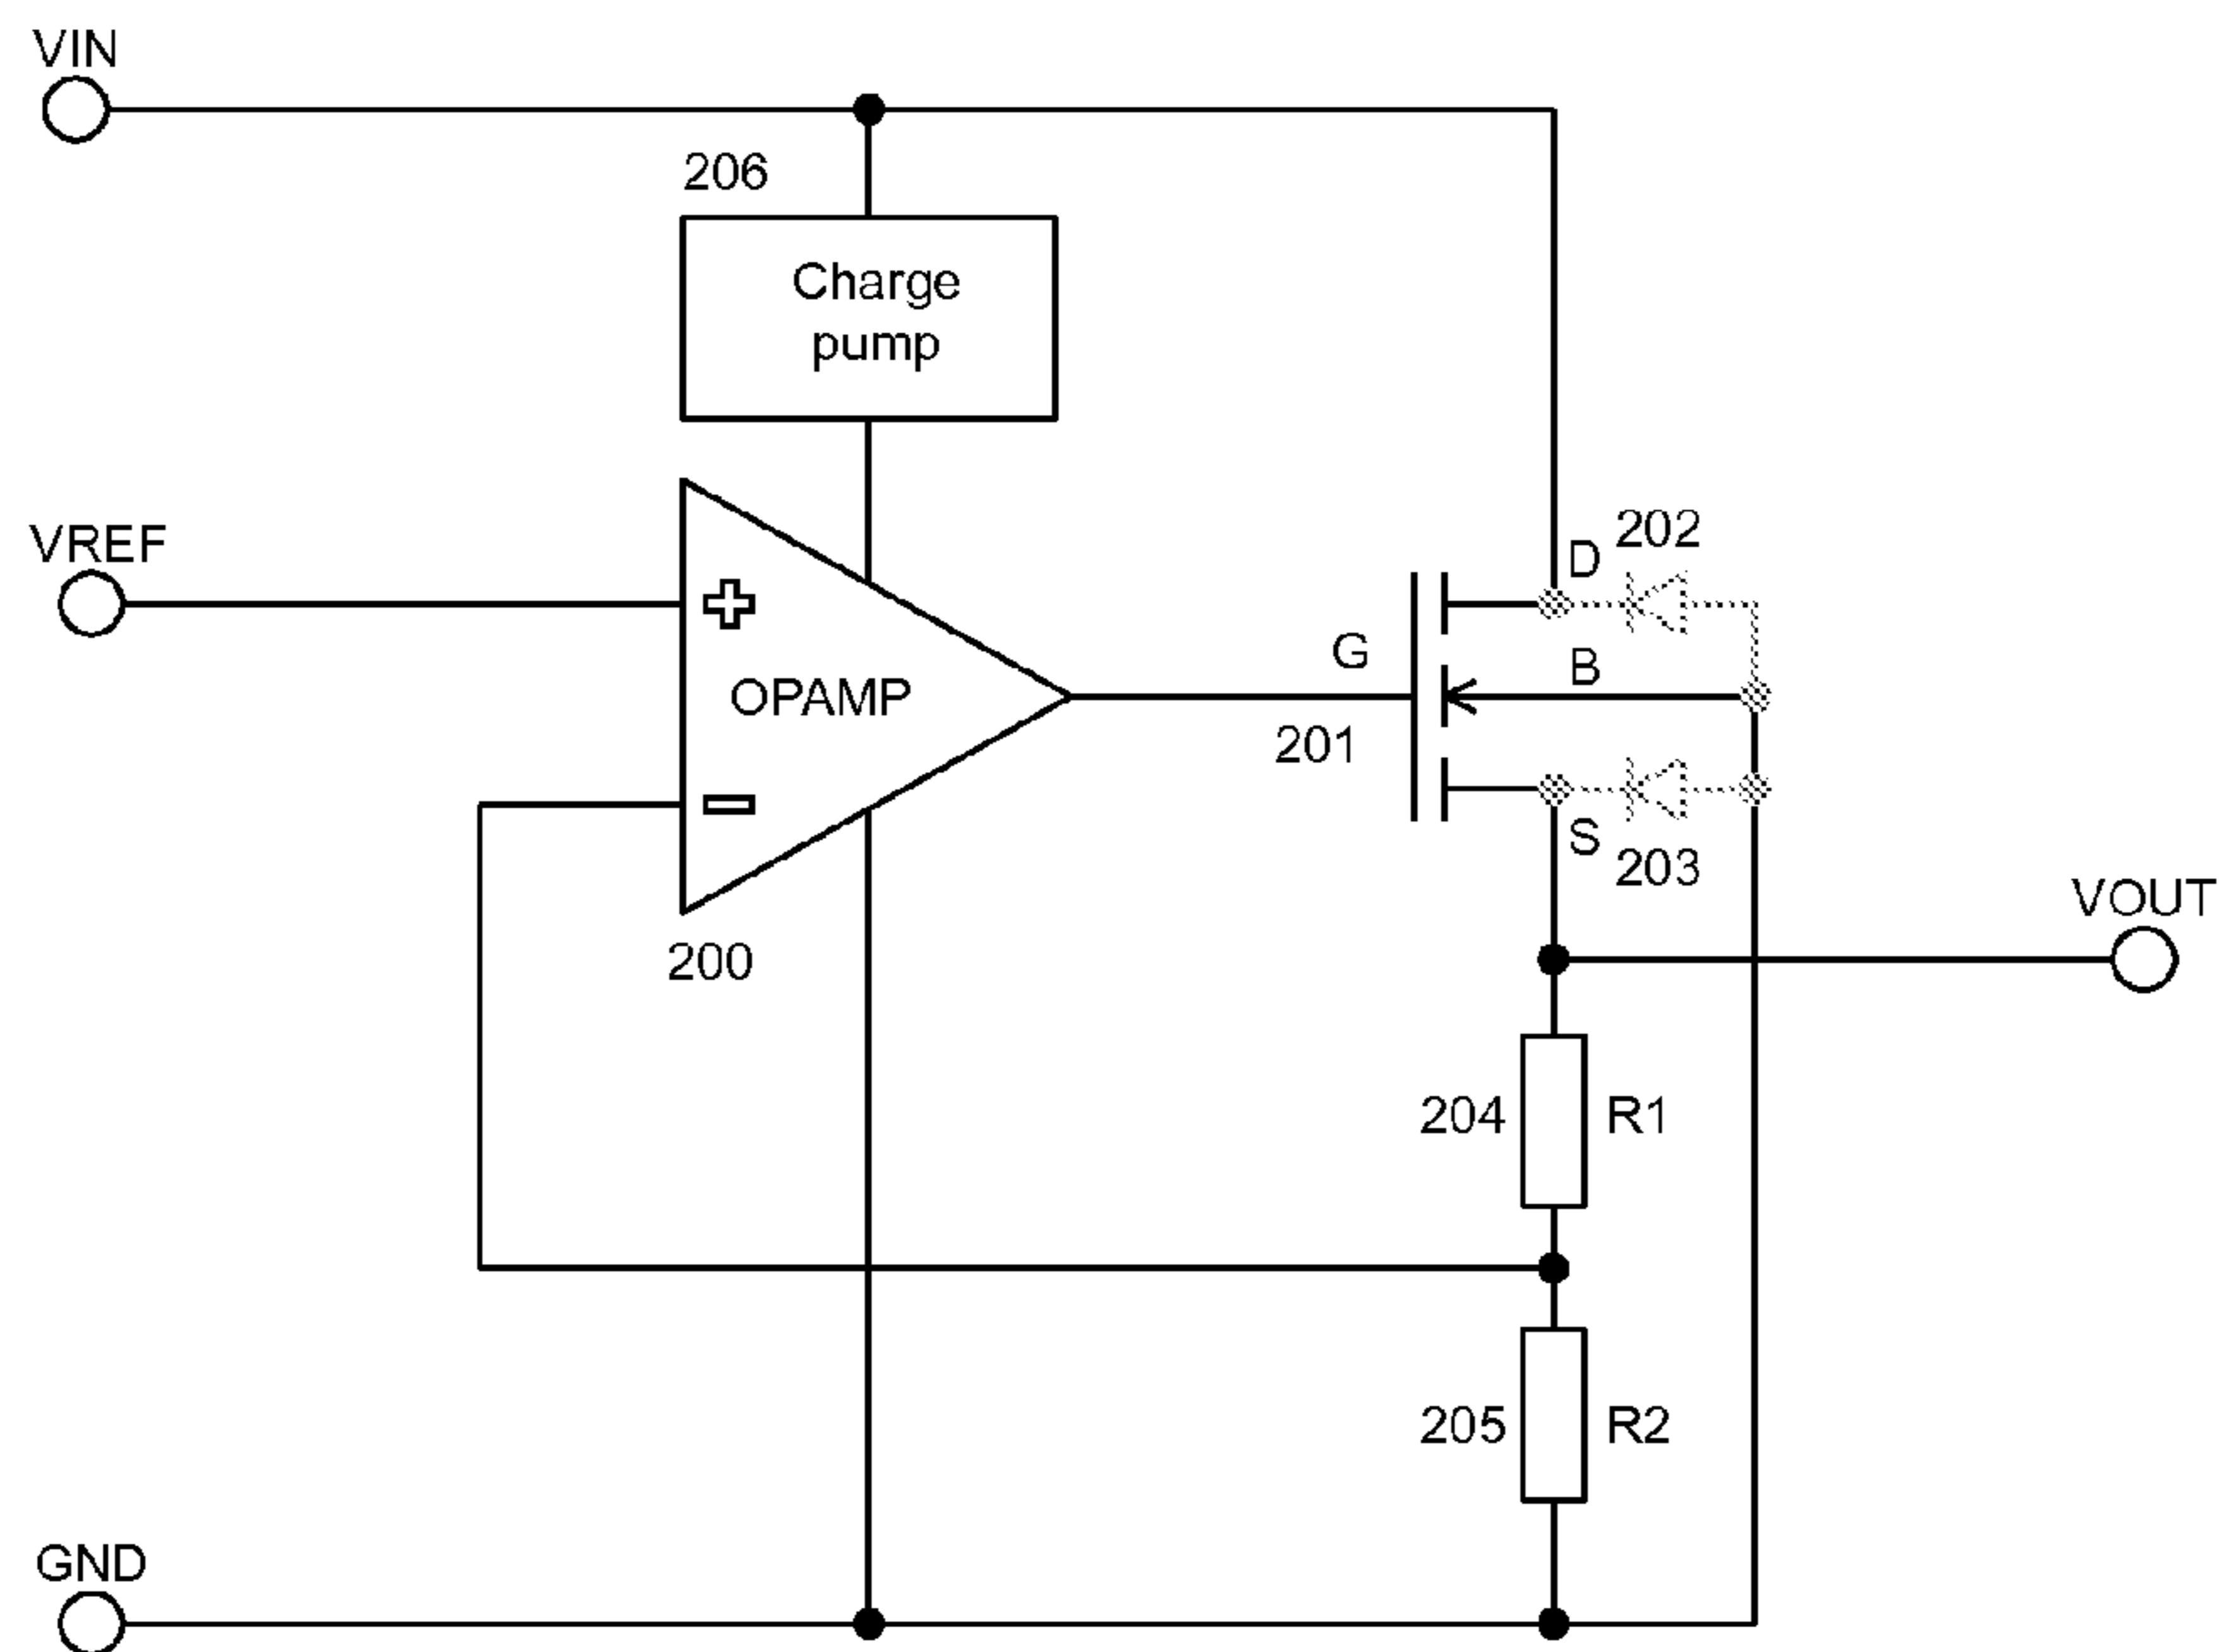 VIN
206
Charge
pump
VREF
202
D
+
G
B
OPAMP
201
-
S
203
VOUT
200
204
R1
205
R2
GND